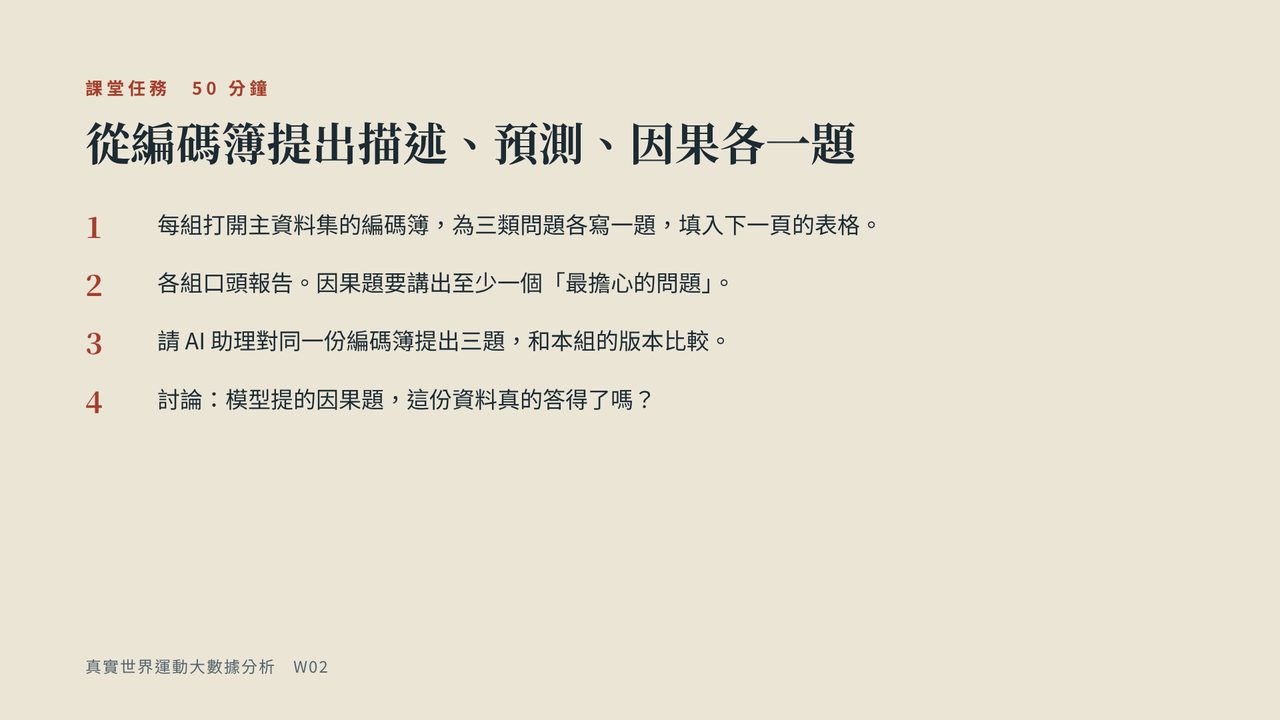 課堂任務　50 分鐘
從編碼簿提出描述、預測、因果各一題
1 每組打開主資料集的編碼簿，為三類問題各寫一題，填入下一頁的表格。
2 各組口頭報告。因果題要講出至少一個「最擔心的問題」。
3 請 AI 助理對同一份編碼簿提出三題，和本組的版本比較。
4 討論：模型提的因果題，這份資料真的答得了嗎？
真實世界運動大數據分析　W02